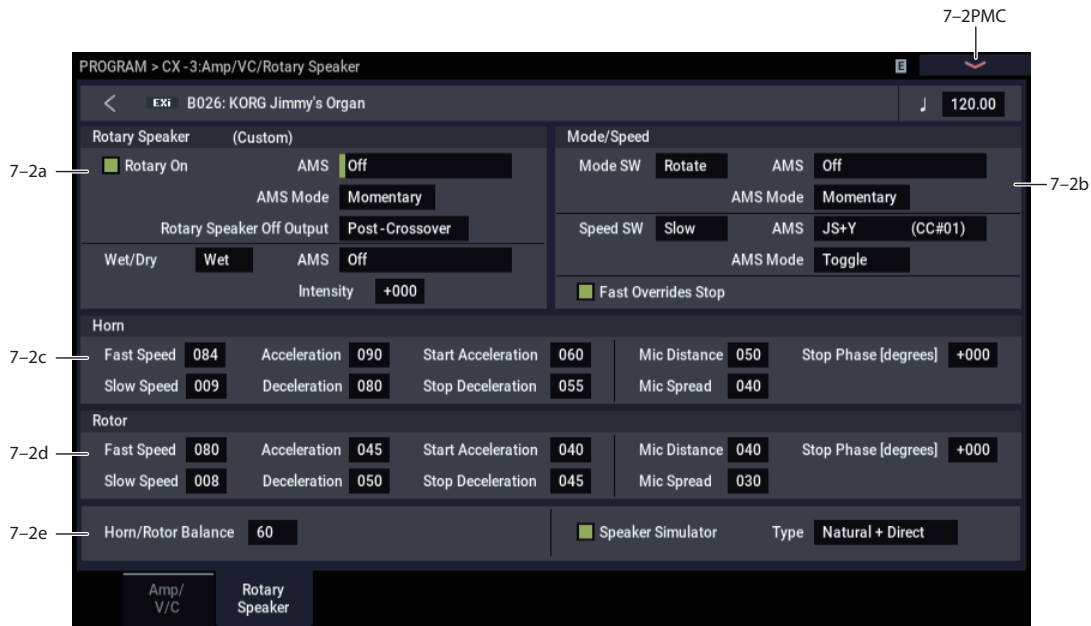 7–2PMC
PROGRAM > CX -3:Amp/VC/Rotary Speaker E
EXi B026: KORG Jimmy's Organ ♩ 120.00
Rotary Speaker (Custom)
7–2a
Rotary On AMS Off
AMS Mode Momentary
Rotary Speaker Off Output Post-Crossover
Wet/Dry Wet AMS Off
Intensity +000
Mode/Speed
7–2b
Mode SW Rotate AMS Off
AMS Mode Momentary
Speed SW Slow AMS JS+Y (CC#01)
AMS Mode Toggle
Fast Overrides Stop
Horn
7–2c
Fast Speed 084 Acceleration 090 Start Acceleration 060 Mic Distance 050 Stop Phase [degrees] +000
Slow Speed 009 Deceleration 080 Stop Deceleration 055 Mic Spread 040
Rotor
7–2d
Fast Speed 080 Acceleration 045 Start Acceleration 040 Mic Distance 040 Stop Phase [degrees] +000
Slow Speed 008 Deceleration 050 Stop Deceleration 045 Mic Spread 030
7–2e
Horn/Rotor Balance 60 Speaker Simulator Type Natural + Direct
Amp/
V/C
Rotary
Speaker